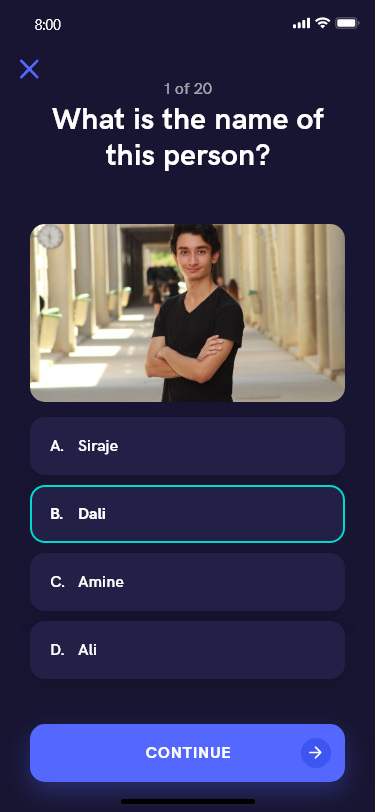 8:00
1 of 20
What is the name of
this person?
A. Siraje
B. Dali
C. Amine
D. Ali
CONTINUE